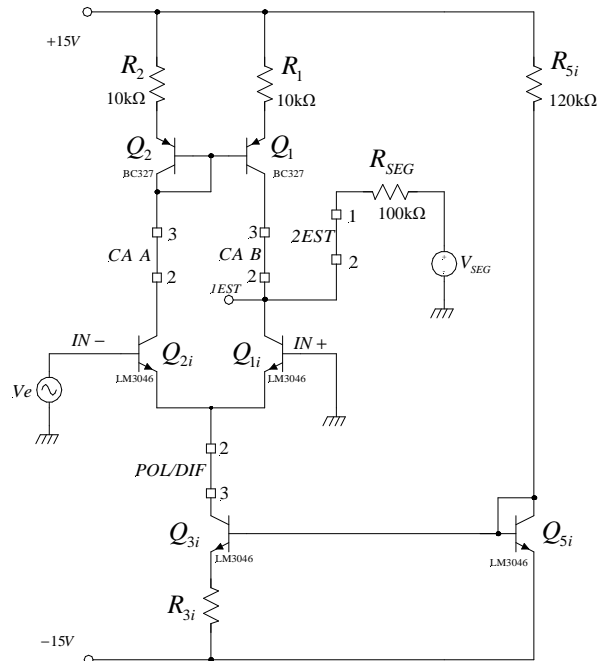 +15V
R2
10kΩ
R1
10kΩ
R5i
120kΩ
Q2
BC327
Q1
BC327
RSEG
100kΩ
1
2EST
2
VSEG
3
CA A
2
3
CA B
2
1EST
IN−
Q2i
LM3046
Q1i
LM3046
IN+
Ve
2
POL/DIF
3
Q3i
LM3046
Q5i
LM3046
R3i
−15V